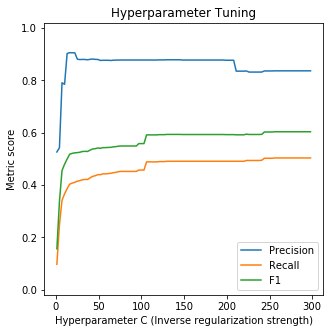 Hyperparameter Tuning
1.0
0.8
0.6
0.4
0.2
0.0
Metric score
0
50
100
150
200
250
300
Hyperparameter C (Inverse regularization strength)
Precision
Recall
F1